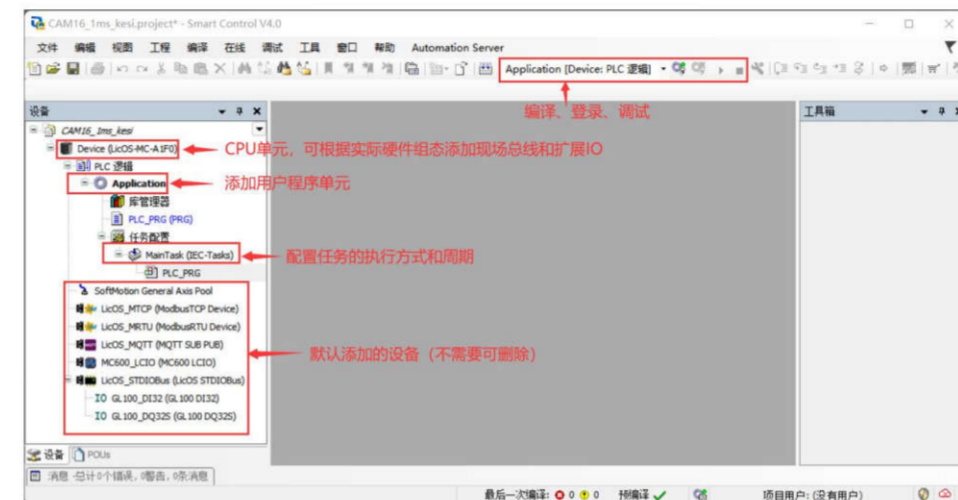 CAM16_1ms_kesi.project* - Smart Control V4.0
文件 编辑 视图 工程 编译 在线 调试 工具 窗口 帮助 Automation Server
Application [Device: PLC 逻辑]
编译、登录、调试
设备
工具箱
CAM16_1ms_kesi
Device (LicOS-MC-A1F0)
CPU单元，可根据实际硬件组态添加现场总线和扩展IO
PLC 逻辑
Application
添加用户程序单元
库管理器
PLC_PRG (PRG)
任务配置
MainTask (IEC-Tasks)
配置任务的执行方式和周期
PLC_PRG
SoftMotion General Axis Pool
LicOS_MTCP (ModbusTCP Device)
LicOS_MRTU (ModbusRTU Device)
LicOS_MQTT (MQTT SUB PUB)
默认添加的设备（不需要可删除）
MC600_LCIO (MC600 LCIO)
LicOS_STDIOBus (LicOS STDIOBus)
IO GL100_DI32 (GL100 DI32)
IO GL100_DQ32S (GL100 DQ32S)
设备 POUs
消息 -总计0个错误，0警告，0条消息
最后一次编译: 0 0 预编译 项目用户: (没有用户)